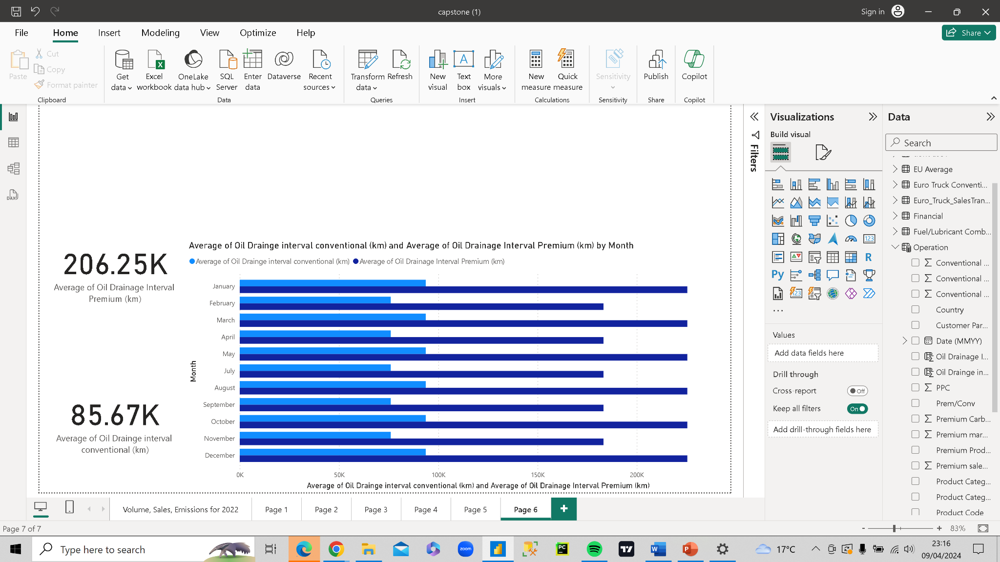 capstone (1)
Sign in
File Home Insert Modeling View Optimize Help
Share
Paste
Cut
Copy
Format painter
Clipboard
Get data
Excel workbook
OneLake data hub
SQL Server
Enter data
Dataverse
Recent sources
Data
Transform data
Refresh
Queries
New visual
Text box
More visuals
Insert
New measure
Quick measure
Calculations
Sensitivity
Sensitivity
Publish
Share
Copilot
Copilot
206.25K
Average of Oil Drainage Interval
Premium (km)
85.67K
Average of Oil Drainge interval
conventional (km)
Average of Oil Drainge interval conventional (km) and Average of Oil Drainage Interval Premium (km) by Month
Average of Oil Drainge interval conventional (km) Average of Oil Drainage Interval Premium (km)
Month
January
February
March
April
May
July
August
September
October
November
December
0K 50K 100K 150K 200K
Average of Oil Drainge interval conventional (km) and Average of Oil Drainage Interval Premium (km)
Filters
Visualizations
Build visual
123
R
Py
123
...
Values
Add data fields here
Drill through
Cross-report Off
Keep all filters On
Add drill-through fields here
Data
Search
EU Average
Euro Truck Conventi...
Euro_Truck_SalesTran...
Financial
Fuel/Lubricant Comb...
Operation
Conventional ...
Conventional ...
Conventional ...
Country
Customer Par...
Date (MMYY)
Oil Drainage I...
Oil Drainge in...
PPC
Prem/Conv
Premium Carb...
Premium mar...
Premium Prod...
Premium sale...
Product Categ...
Product Categ...
Product Code
DAX
Volume, Sales, Emissions for 2022 Page 1 Page 2 Page 3 Page 4 Page 5 Page 6 +
Page 7 of 7
- + 83%
Type here to search
zoom
PC
W
P
17°C
23:16
09/04/2024